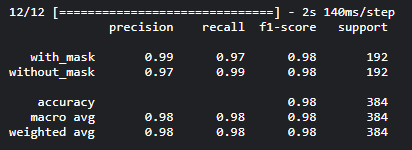 12/12 [==============================] - 2s 140ms/step
precision recall f1-score support
with_mask 0.99 0.97 0.98 192
without_mask 0.97 0.99 0.98 192
accuracy 0.98 384
macro avg 0.98 0.98 0.98 384
weighted avg 0.98 0.98 0.98 384